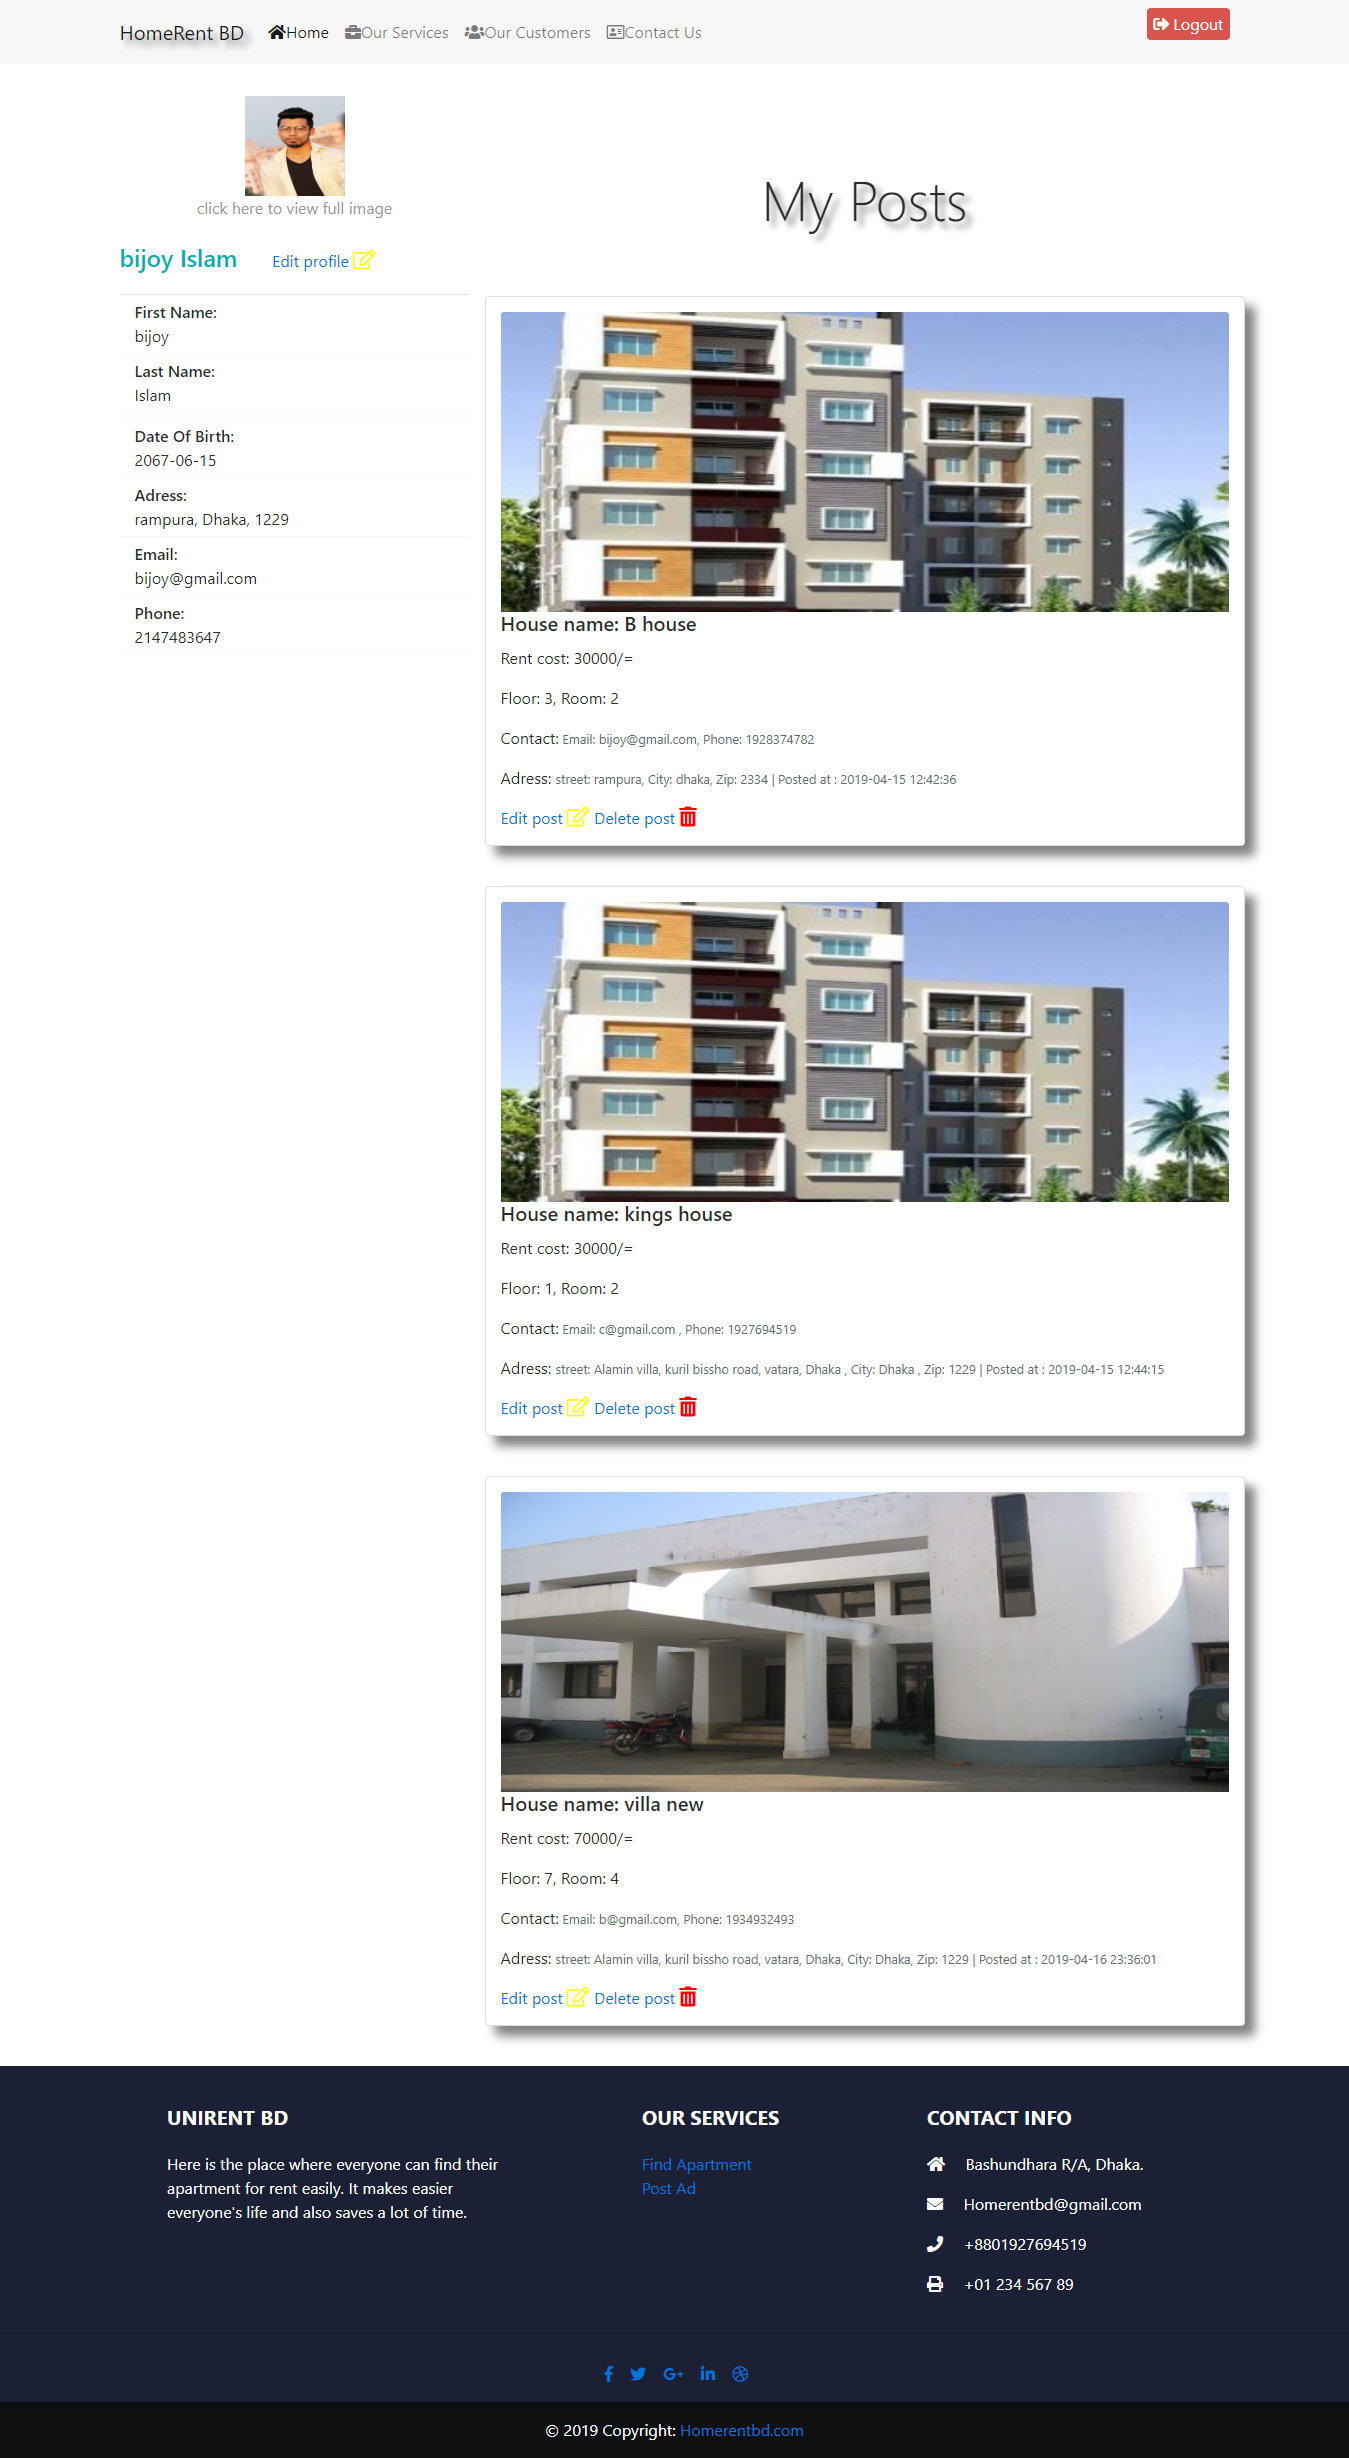 HomeRent BD Home Our Services Our Customers Contact Us Logout
click here to view full image
My Posts
bijoy Islam Edit profile
First Name:
bijoy
Last Name:
Islam
Date Of Birth:
2067-06-15
Adress:
rampura, Dhaka, 1229
Email:
bijoy@gmail.com
Phone:
2147483647
House name: B house
Rent cost: 30000/=
Floor: 3, Room: 2
Contact: Email: bijoy@gmail.com, Phone: 1928374782
Adress: street: rampura, City: dhaka, Zip: 2334 | Posted at : 2019-04-15 12:42:36
Edit post Delete post
House name: kings house
Rent cost: 30000/=
Floor: 1, Room: 2
Contact: Email: c@gmail.com , Phone: 1927694519
Adress: street: Alamin villa, kuril bissho road, vatara, Dhaka , City: Dhaka , Zip: 1229 | Posted at : 2019-04-15 12:44:15
Edit post Delete post
House name: villa new
Rent cost: 70000/=
Floor: 7, Room: 4
Contact: Email: b@gmail.com, Phone: 1934932493
Adress: street: Alamin villa, kuril bissho road, vatara, Dhaka, City: Dhaka, Zip: 1229 | Posted at : 2019-04-16 23:36:01
Edit post Delete post
UNIRENT BD
Here is the place where everyone can find their
apartment for rent easily. It makes easier
everyone's life and also saves a lot of time.
OUR SERVICES
Find Apartment
Post Ad
CONTACT INFO
Bashundhara R/A, Dhaka.
Homerentbd@gmail.com
+8801927694519
+01 234 567 89
© 2019 Copyright: Homerentbd.com